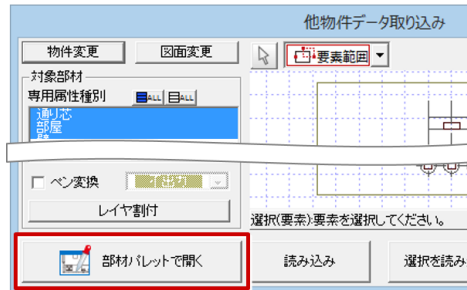 他物件データ取り込み
物件変更 図面変更 要素範囲
対象部材
専用属性種別 ALL ALL
通り芯
部屋
ペン変換
レイヤ割付
選択(要素):要素を選択してください。
部材パレットで開く 読み込み 選択を読み